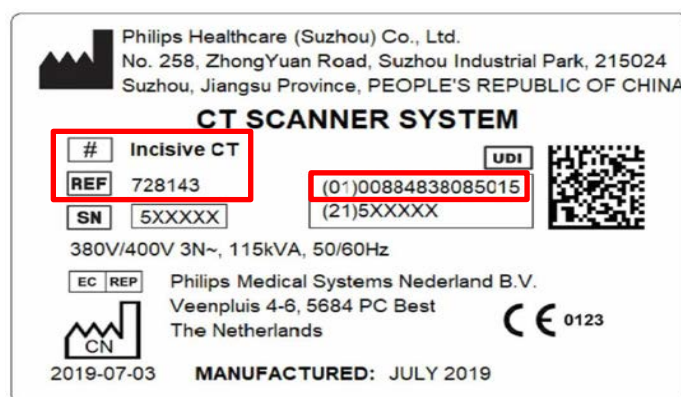 Philips Healthcare (Suzhou) Co., Ltd.
No. 258, ZhongYuan Road, Suzhou Industrial Park, 215024
Suzhou, Jiangsu Province, PEOPLE'S REPUBLIC OF CHINA
CT SCANNER SYSTEM
# Incisive CT
UDI
REF 728143
(01)00884838085015
SN 5XXXXX
(21)5XXXXX
380V/400V 3N~, 115kVA, 50/60Hz
EC REP Philips Medical Systems Nederland B.V.
Veenpluis 4-6, 5684 PC Best
The Netherlands
CE 0123
CN
2019-07-03 MANUFACTURED: JULY 2019